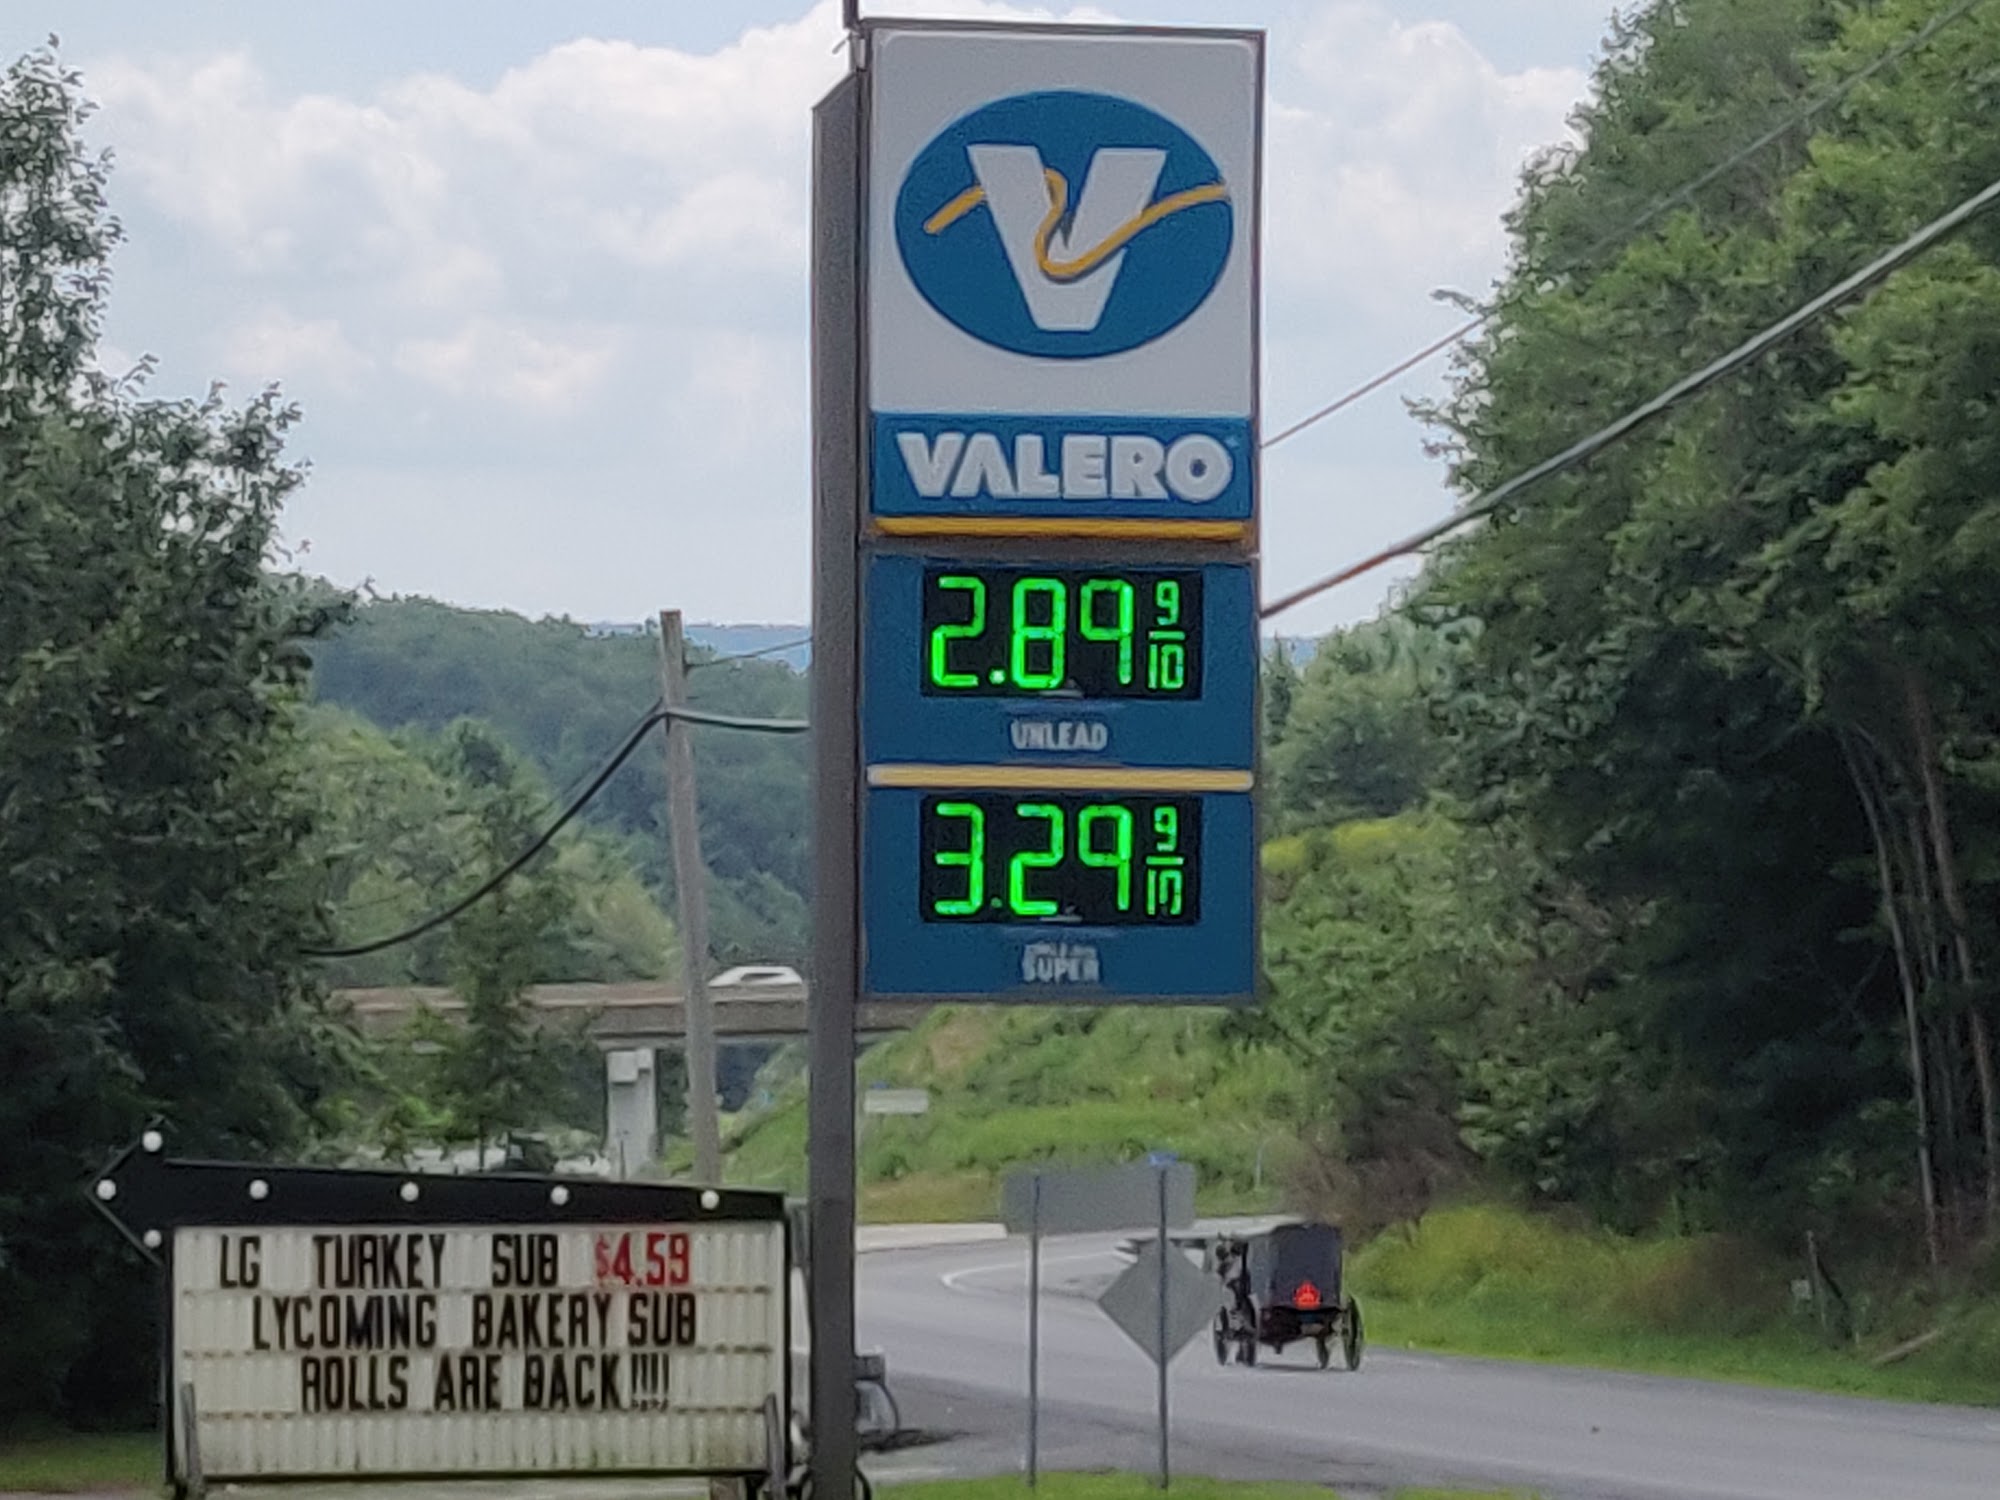 V
VALERO
2.89 9/10
UNLEAD
3.29 9/10
SUPER
LG TURKEY SUB $4.59
LYCOMING BAKERY SUB
ROLLS ARE BACK!!!!